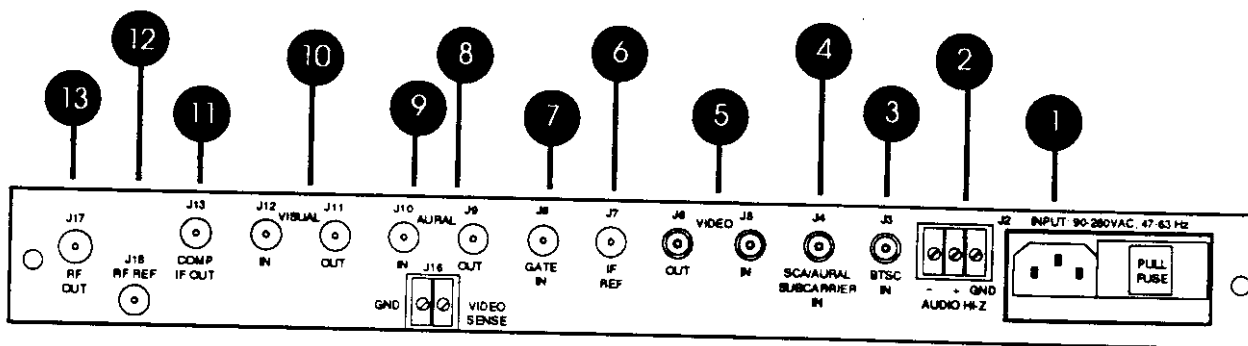 13 12 11 10 9 8 7 6 5 4 3 2 1
J17
RF
OUT
J18
RF REF
J13
COMP
IF OUT
VISUAL
J12
IN
J11
OUT
AURAL
J10
IN
J9
OUT
J16
GND
VIDEO
SENSE
J8
GATE
IN
J7
IF
REF
VIDEO
J6
OUT
J5
IN
J4
SCA/AURAL
SUBCARRIER
IN
J3
BTSC
IN
J2
- + GND
AUDIO HI-Z
INPUT: 90-260VAC, 47-63 Hz
PULL
FUSE